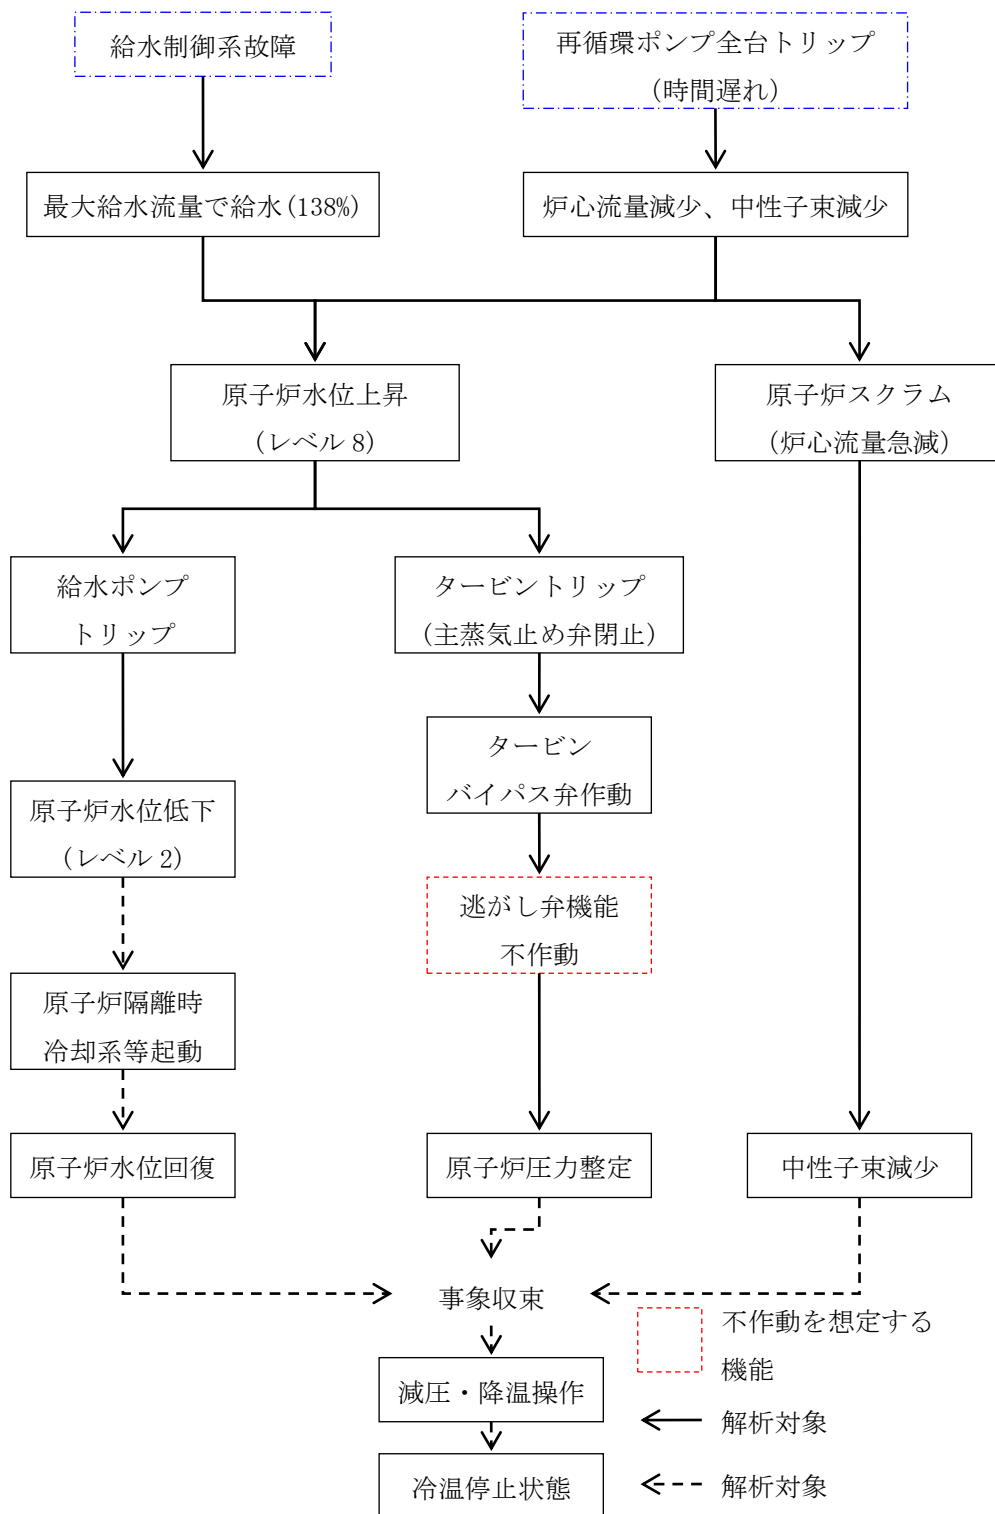 給水制御系故障
再循環ポンプ全台トリップ
(時間遅れ)
最大給水流量で給水(138%)
炉心流量減少、中性子束減少
原子炉水位上昇
(レベル 8)
原子炉スクラム
(炉心流量急減)
給水ポンプ
トリップ
タービントリップ
(主蒸気止め弁閉止)
タービン
バイパス弁作動
原子炉水位低下
(レベル 2)
逃がし弁機能
不作動
原子炉隔離時
冷却系等起動
原子炉水位回復
原子炉圧力整定
中性子束減少
事象収束
不作動を想定する
機能
減圧・降温操作
解析対象
冷温停止状態
解析対象